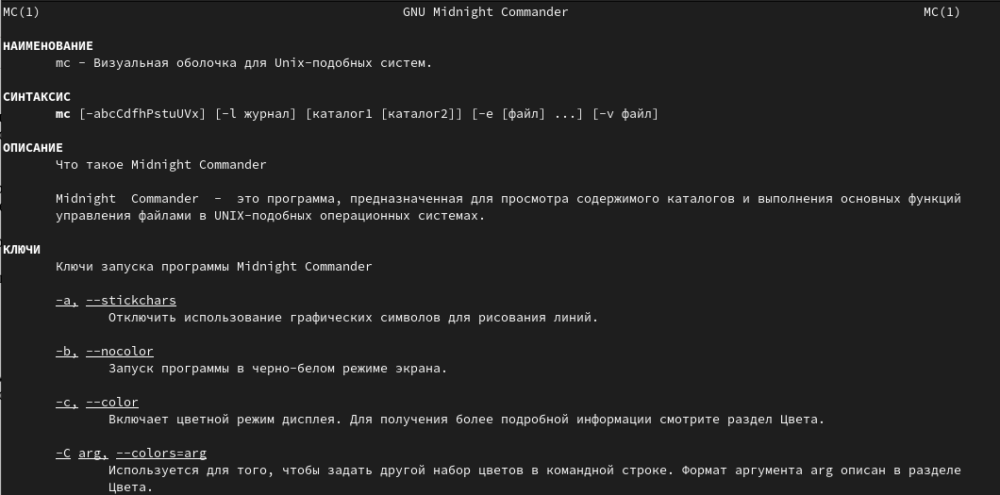 MC(1) GNU Midnight Commander MC(1)
НАИМЕНОВАНИЕ
mc - Визуальная оболочка для Unix-подобных систем.
СИНТАКСИС
mc [-abcCdfhPstuUVx] [-l журнал] [каталог1 [каталог2]] [-e [файл] ...] [-v файл]
ОПИСАНИЕ
Что такое Midnight Commander
Midnight Commander - это программа, предназначенная для просмотра содержимого каталогов и выполнения основных функций
управления файлами в UNIX-подобных операционных системах.
КЛЮЧИ
Ключи запуска программы Midnight Commander
-a, --stickchars
Отключить использование графических символов для рисования линий.
-b, --nocolor
Запуск программы в черно-белом режиме экрана.
-c, --color
Включает цветной режим дисплея. Для получения более подробной информации смотрите раздел Цвета.
-C arg, --colors=arg
Используется для того, чтобы задать другой набор цветов в командной строке. Формат аргумента arg описан в разделе
Цвета.